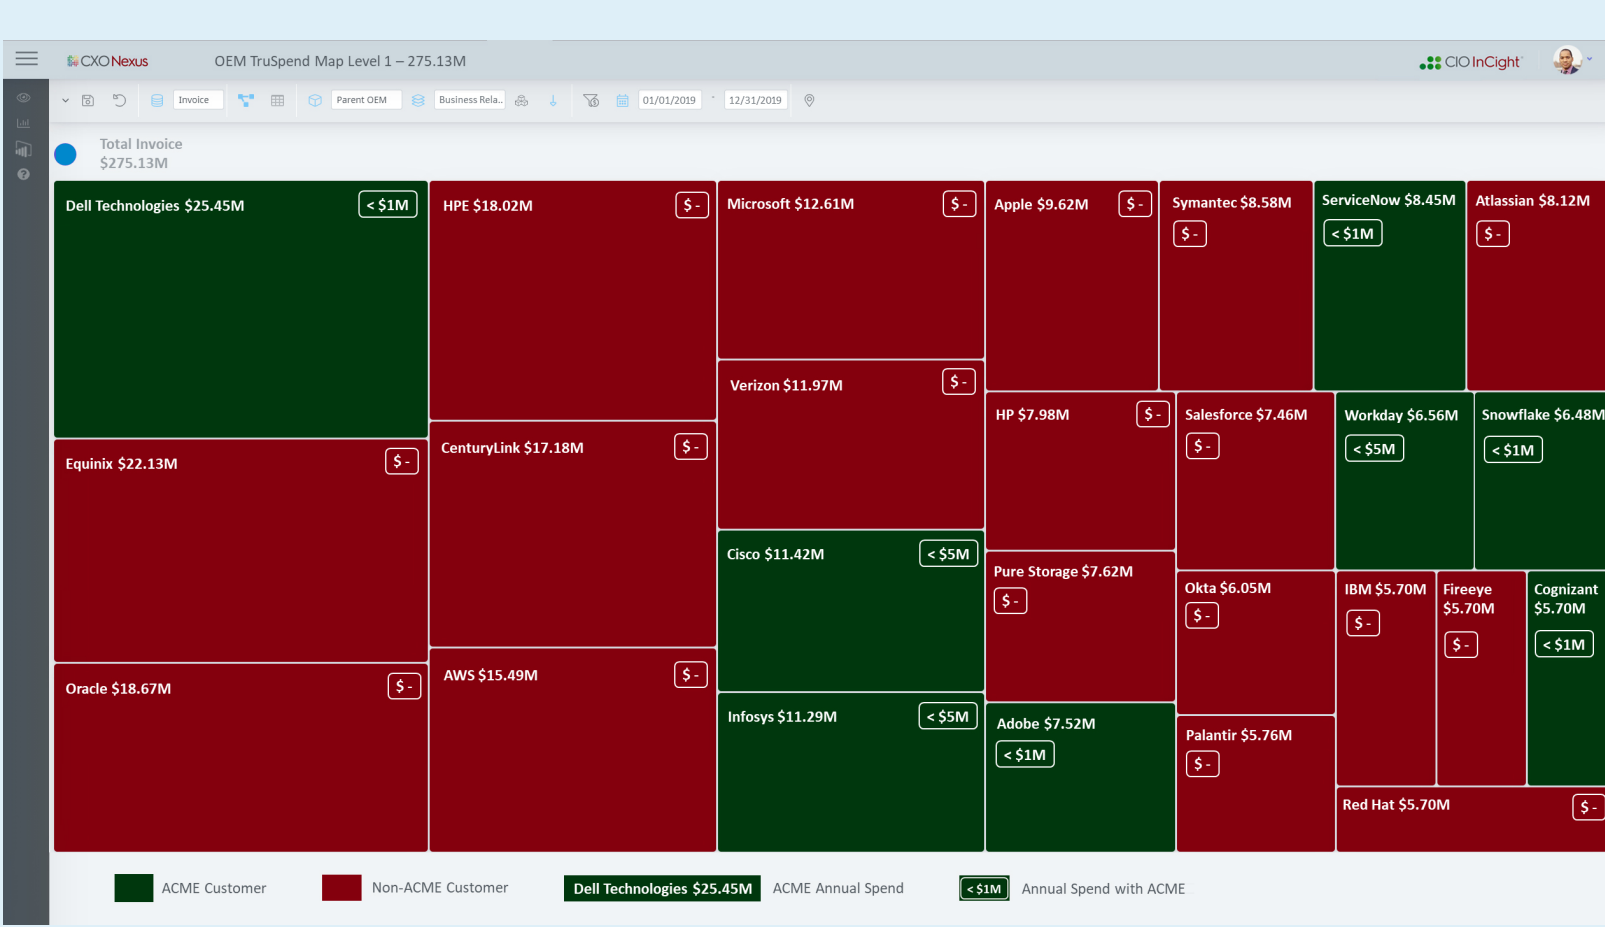 CXO Nexus
OEM TruSpend Map Level 1 – 275.13M
CIO InCight
Invoice
Parent OEM
Business Rela..
01/01/2019
-
12/31/2019
Total Invoice
$275.13M
Dell Technologies $25.45M
< $1M
HPE $18.02M
$ -
Microsoft $12.61M
$ -
Apple $9.62M
$ -
Symantec $8.58M
$ -
ServiceNow $8.45M
< $1M
Atlassian $8.12M
$ -
Verizon $11.97M
$ -
HP $7.98M
$ -
Salesforce $7.46M
$ -
Workday $6.56M
< $5M
Snowflake $6.48M
< $1M
Equinix $22.13M
$ -
CenturyLink $17.18M
$ -
Cisco $11.42M
< $5M
Pure Storage $7.62M
$ -
Okta $6.05M
$ -
IBM $5.70M
$ -
Fireeye
$5.70M
$ -
Cognizant
$5.70M
< $1M
Oracle $18.67M
$ -
AWS $15.49M
$ -
Infosys $11.29M
< $5M
Adobe $7.52M
< $1M
Palantir $5.76M
$ -
Red Hat $5.70M
$ -
ACME Customer
Non-ACME Customer
Dell Technologies $25.45M
ACME Annual Spend
< $1M
Annual Spend with ACME